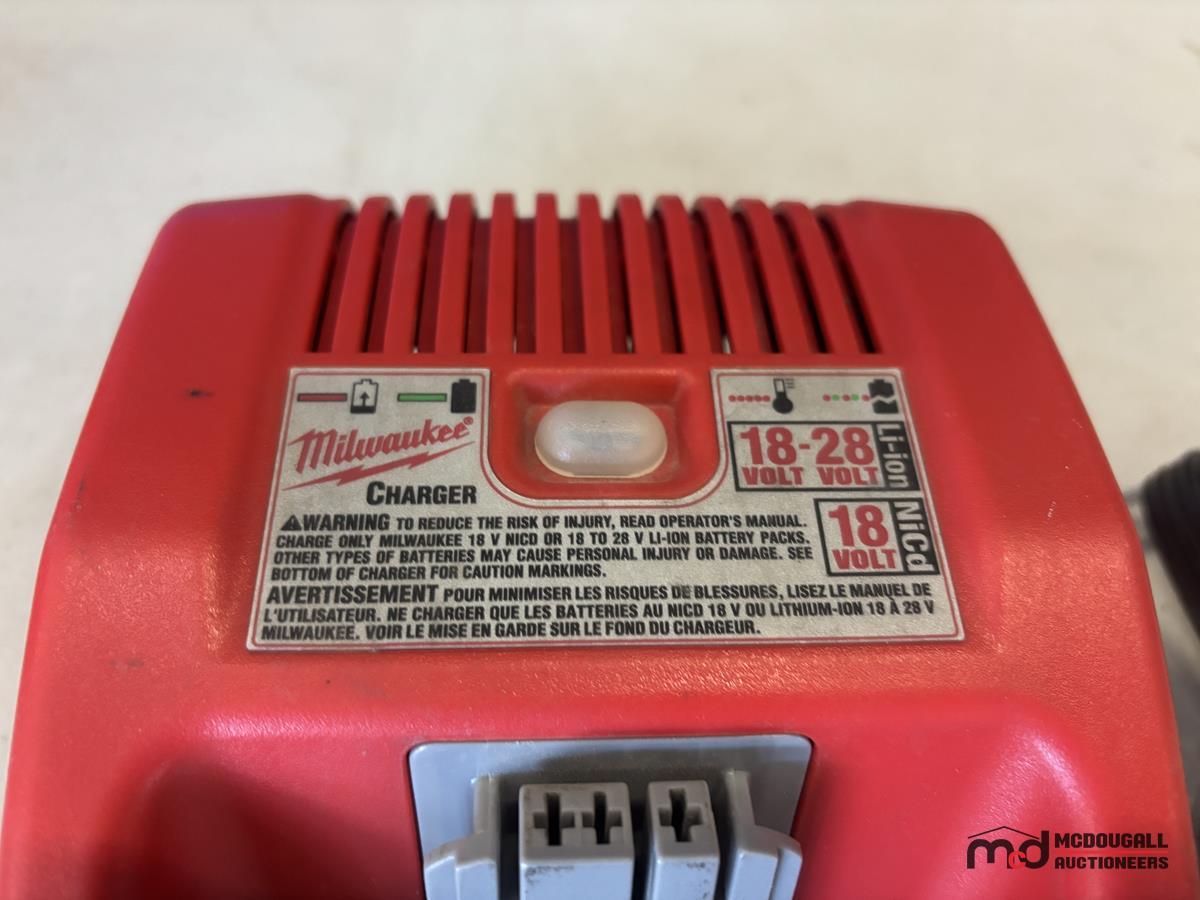 Milwaukee®
CHARGER
18-28
VOLT VOLT
Li-ion
18
VOLT
NiCd
WARNING TO REDUCE THE RISK OF INJURY, READ OPERATOR'S MANUAL.
CHARGE ONLY MILWAUKEE 18 V NICD OR 18 TO 28 V LI-ION BATTERY PACKS.
OTHER TYPES OF BATTERIES MAY CAUSE PERSONAL INJURY OR DAMAGE. SEE
BOTTOM OF CHARGER FOR CAUTION MARKINGS.
AVERTISSEMENT POUR MINIMISER LES RISQUES DE BLESSURES, LISEZ LE MANUEL DE
L'UTILISATEUR. NE CHARGER QUE LES BATTERIES AU NICD 18 V OU LITHIUM-ION 18 À 28 V
MILWAUKEE. VOIR LE MISE EN GARDE SUR LE FOND DU CHARGEUR.
mcd MCDOUGALL
AUCTIONEERS